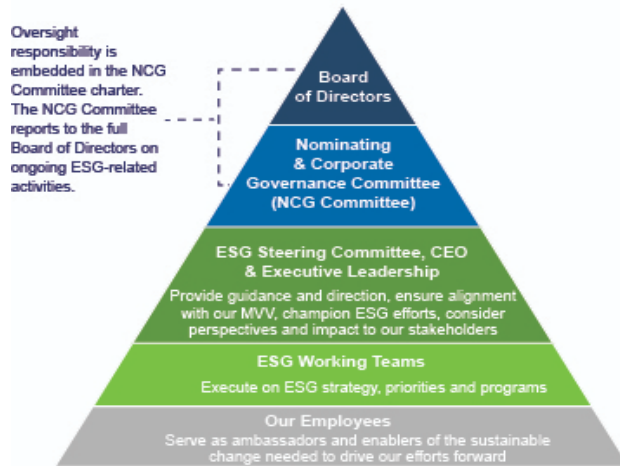 Oversight
responsibility is
embedded in the NCG
Committee charter.
The NCG Committee
reports to the full
Board of Directors on
ongoing ESG-related
activities.
Board
of Directors
Nominating
& Corporate
Governance Committee
(NCG Committee)
ESG Steering Committee, CEO
& Executive Leadership
Provide guidance and direction, ensure alignment
with our MVV, champion ESG efforts, consider
perspectives and impact to our stakeholders
ESG Working Teams
Execute on ESG strategy, priorities and programs
Our Employees
Serve as ambassadors and enablers of the sustainable
change needed to drive our efforts forward